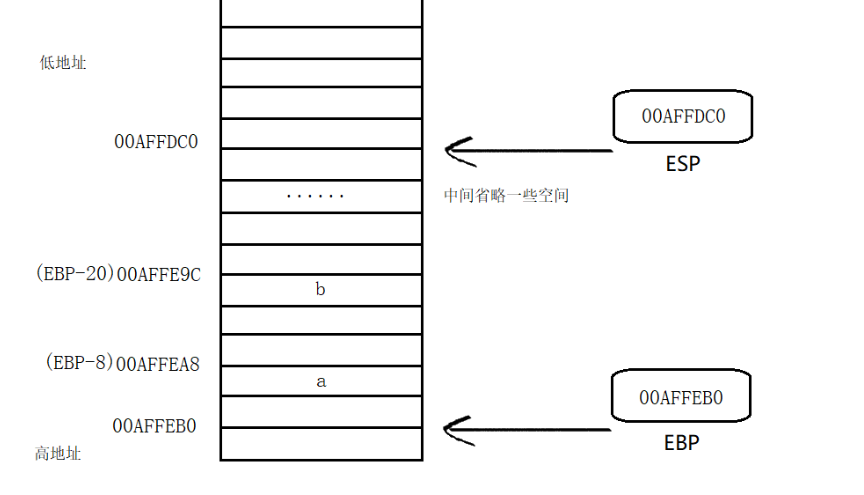 低地址
00AFFDC0
00AFFDC0
ESP
······
中间省略一些空间
(EBP-20)00AFFE9C
b
(EBP-8)00AFFEA8
a
00AFFEB0
00AFFEB0
EBP
高地址